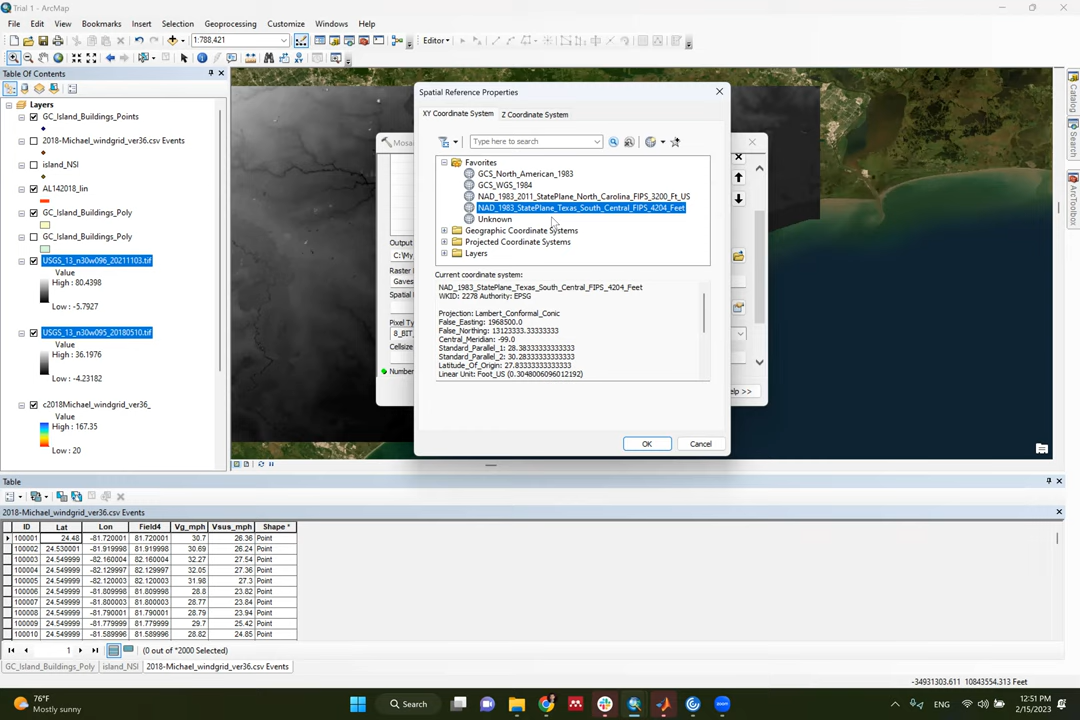 Trial 1 - ArcMap
File Edit View Bookmarks Insert Selection Geoprocessing Customize Windows Help
1:788.421
Editor
Table Of Contents
Layers
GC_Island_Buildings_Points
2018-Michael_windgrid_ver36.csv Events
island_NSI
AL142018_lin
GC_Island_Buildings_Poly
GC_Island_Buildings_Poly
USGS_13_n30w096_20211103.tif
Value
High : 80.4398
Low : -5.7927
USGS_13_n30w095_20180510.tif
Value
High : 36.1976
Low : -4.23182
c2018Michael_windgrid_ver36_
Value
High : 167.35
Low : 20
Mosai
Output
C:\My
Raster
Gaves
Spatial
Pixel Type
8_BIT_
Cellsize
Number
elp >>
Spatial Reference Properties
XY Coordinate System Z Coordinate System
Type here to search
Favorites
GCS_North_American_1983
GCS_WGS_1984
NAD_1983_2011_StatePlane_North_Carolina_FIPS_3200_Ft_US
NAD_1983_StatePlane_Texas_South_Central_FIPS_4204_Feet
Unknown
Geographic Coordinate Systems
Projected Coordinate Systems
Layers
Current coordinate system:
NAD_1983_StatePlane_Texas_South_Central_FIPS_4204_Feet
WKID: 2278 Authority: EPSG
Projection: Lambert_Conformal_Conic
False_Easting: 1968500.0
False_Northing: 13123333.33333333
Central_Meridian: -99.0
Standard_Parallel_1: 28.38333333333333
Standard_Parallel_2: 30.28333333333333
Latitude_Of_Origin: 27.83333333333333
Linear Unit: Foot_US (0.3048006096012192)
OK Cancel
Catalog
Search
ArcToolbox
Table
2018-Michael_windgrid_ver36.csv Events
ID Lat Lon Field4 Vg_mph Vsus_mph Shape *
100001 24.48 -81.720001 81.720001 30.7 26.36 Point
100002 24.530001 -81.919998 81.919998 30.69 26.24 Point
100003 24.549999 -82.160004 82.160004 32.27 27.54 Point
100004 24.549999 -82.129997 82.129997 32.05 27.36 Point
100005 24.549999 -82.120003 82.120003 31.98 27.3 Point
100006 24.549999 -81.809998 81.809998 28.8 23.82 Point
100007 24.549999 -81.800003 81.800003 28.77 23.84 Point
100008 24.549999 -81.790001 81.790001 28.79 23.94 Point
100009 24.549999 -81.779999 81.779999 29.7 25.42 Point
100010 24.549999 -81.589996 81.589996 28.82 24.85 Point
1 (0 out of *2000 Selected)
GC_Island_Buildings_Poly island_NSI 2018-Michael_windgrid_ver36.csv Events
-34931303.611 10843554.313 Feet
76°F
Mostly sunny
Search
ENG
12:51 PM
2/15/2023